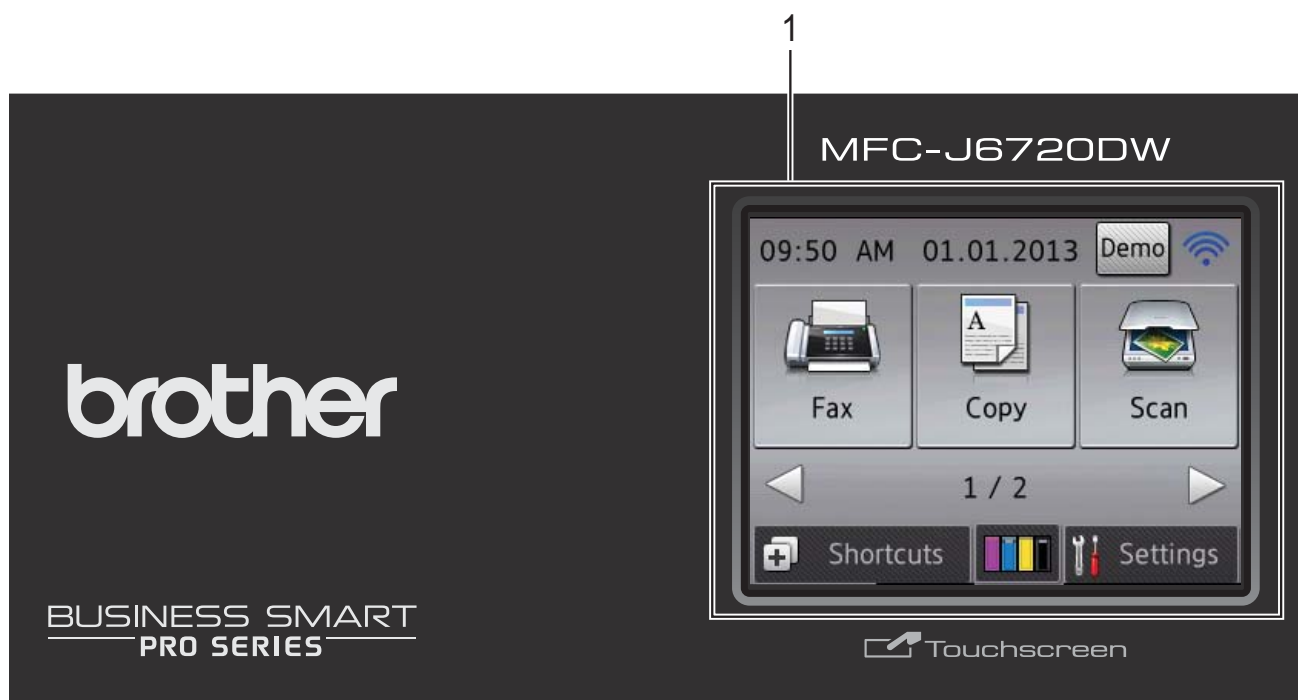 1
MFC-J6720DW
09:50 AM 01.01.2013 Demo
A
Fax Copy Scan
brother
1 / 2
Shortcuts Settings
BUSINESS SMART
PRO SERIES
Touchscreen